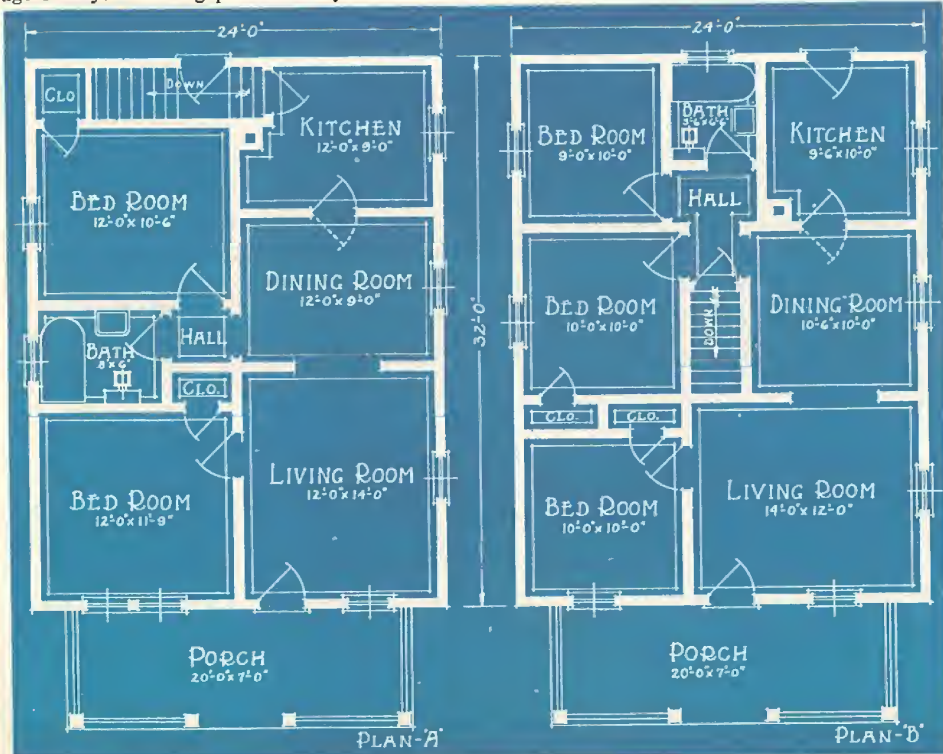 24'-0"
CLO
DOWN
KITCHEN
12'-0" x 9'-0"
BED ROOM
12'-0" x 10'-6"
DINING ROOM
12'-0" x 9'-0"
HALL
BATH
8' x 6'
CLO.
BED ROOM
12'-0" x 11'-9"
LIVING ROOM
12'-0" x 14'-0"
PORCH
20'-0" x 7'-0"
PLAN-"A"
32'-0"
24'-0"
BED ROOM
9'-0" x 10'-0"
BATH
KITCHEN
9'-6" x 10'-0"
HALL
BED ROOM
10'-0" x 10'-0"
DOWN
DINING ROOM
10'-6" x 10'-0"
CLO.
CLO.
BED ROOM
10'-0" x 10'-0"
LIVING ROOM
14'-0" x 12'-0"
PORCH
20'-0" x 7'-0"
PLAN-"B"